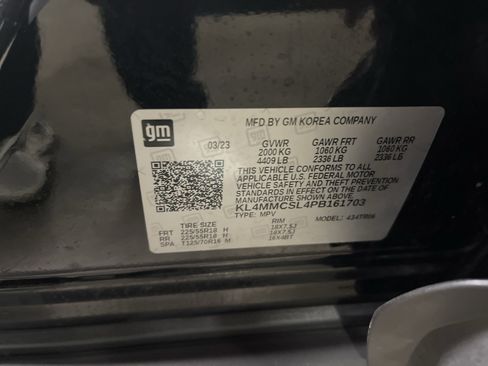 gm
MFD BY GM KOREA COMPANY
03/23 GVWR GAWR FRT GAWR RR
2000 KG 1060 KG 1060 KG
4409 LB 2336 LB 2336 LB
THIS VEHICLE CONFORMS TO ALL
APPLICABLE U.S. FEDERAL MOTOR
VEHICLE SAFETY AND THEFT
PREVENTION STANDARDS
IN EFFECT ON THE DATE OF
MANUFACTURE SHOWN ABOVE.
KL4MMCSL4PB161703
TYPE: MPV MODEL:
TIRE SIZE RIM
FRT 225/55R18 H 18X7.5J
RR 225/55R18 H 18X7.5J
SPA T125/70R16 M 16X4BT